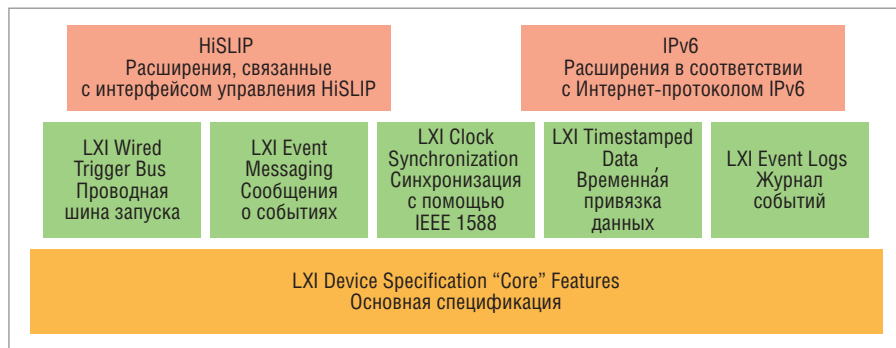 HiSLIP
Расширения, связанные
с интерфейсом управления HiSLIP
IPv6
Расширения в соответствии
с Интернет-протоколом IPv6
LXI Wired
Trigger Bus
Проводная
шина запуска
LXI Event
Messaging
Сообщения
о событиях
LXI Clock
Synchronization
Синхронизация
с помощью
IEEE 1588
LXI Timestamped
Data
Временна́я
привязка
данных
LXI Event Logs
Журнал
событий
LXI Device Specification “Core” Features
Основная спецификация